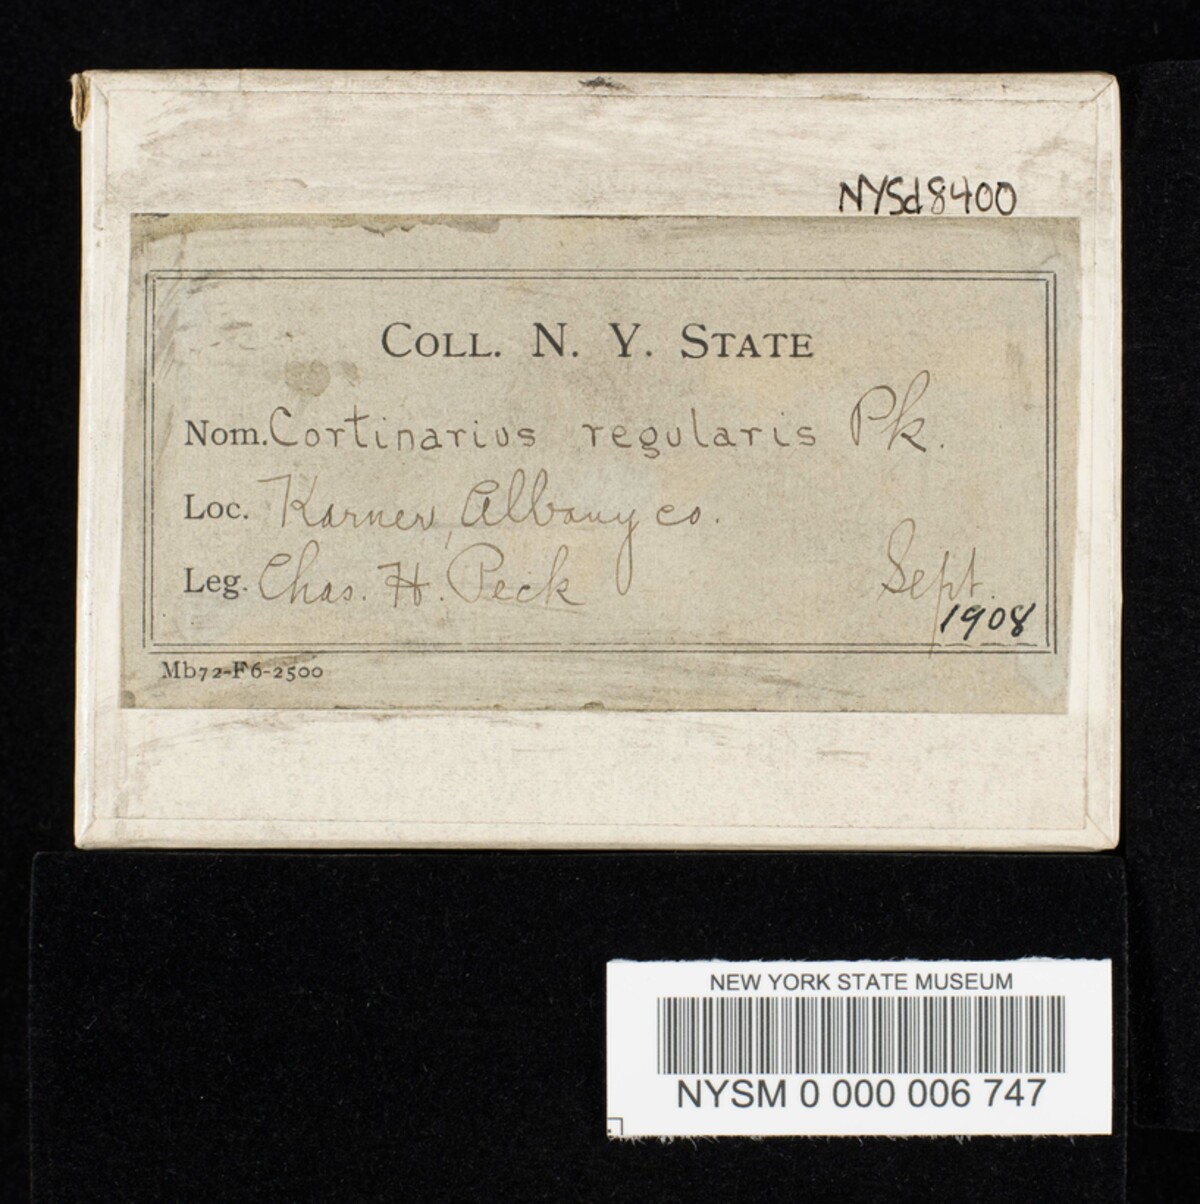 NYSd8400
COLL. N. Y. STATE
Nom. Cortinarius regularis Pk.
Loc. Karner, Albany co.
Leg. Chas. H. Peck Sept.
1908
Mb72-F6-2500
NEW YORK STATE MUSEUM
NYSM 0 000 006 747